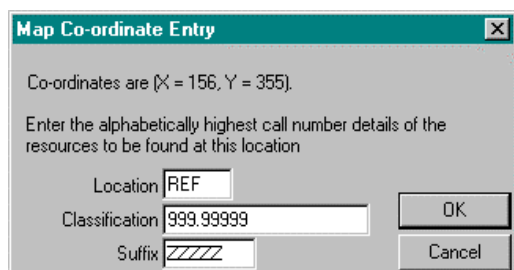 Map Co-ordinate Entry
Co-ordinates are (X = 156, Y = 355).
Enter the alphabetically highest call number details of the
resources to be found at this location
Location REF
Classification 999.99999
OK
Suffix ZZZZZ
Cancel